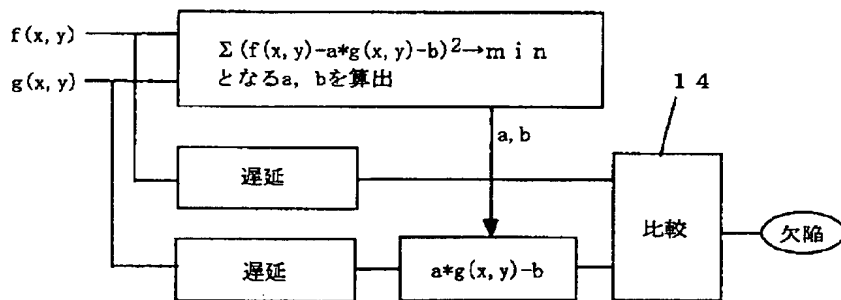 f(x, y)
g(x, y)
Σ(f(x, y)-a*g(x, y)-b)²→min
となるa, bを算出
14
a, b
遅延
遅延
a*g(x, y)-b
比較
欠陥